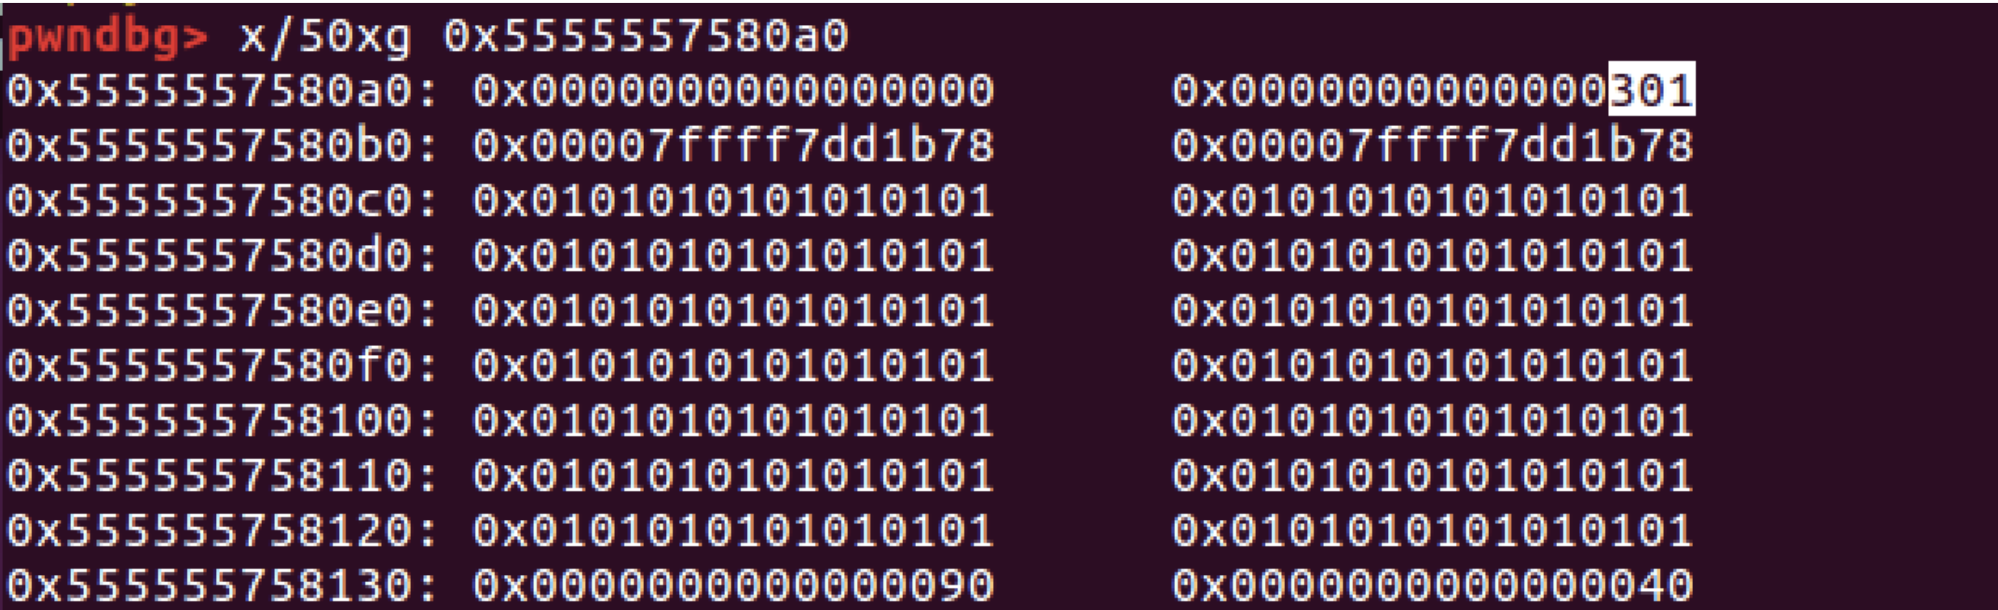 pwndbg> x/50xg 0x5555557580a0
0x5555557580a0: 0x0000000000000000 0x0000000000000301
0x5555557580b0: 0x00007ffff7dd1b78 0x00007ffff7dd1b78
0x5555557580c0: 0x0101010101010101 0x0101010101010101
0x5555557580d0: 0x0101010101010101 0x0101010101010101
0x5555557580e0: 0x0101010101010101 0x0101010101010101
0x5555557580f0: 0x0101010101010101 0x0101010101010101
0x555555758100: 0x0101010101010101 0x0101010101010101
0x555555758110: 0x0101010101010101 0x0101010101010101
0x555555758120: 0x0101010101010101 0x0101010101010101
0x555555758130: 0x0000000000000090 0x0000000000000040